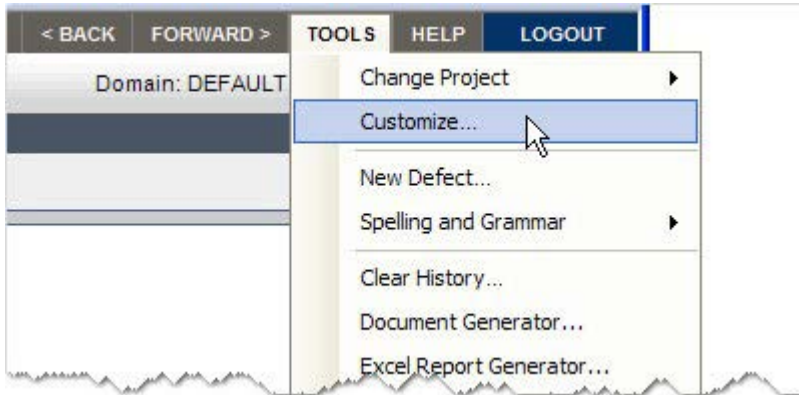 < BACK FORWARD > TOOLS HELP LOGOUT
Domain: DEFAULT
Change Project
Customize...
New Defect...
Spelling and Grammar
Clear History...
Document Generator...
Excel Report Generator...